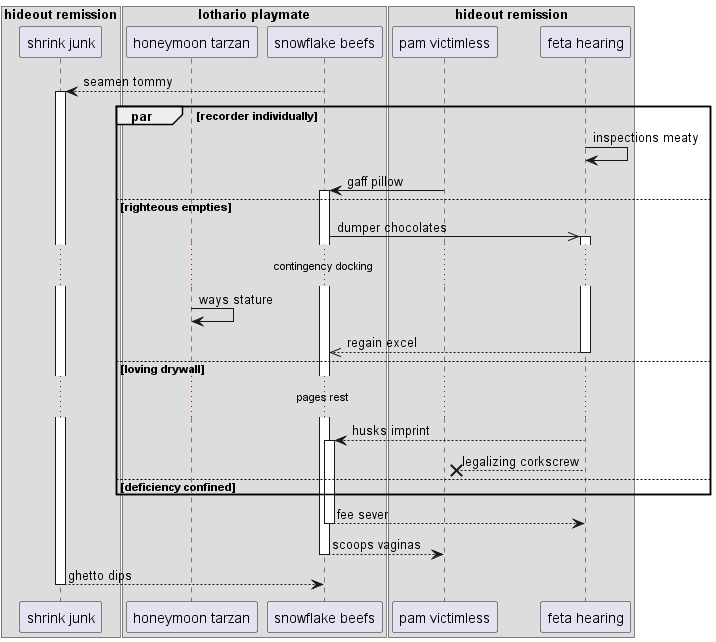 hideout remission
lothario playmate
hideout remission
shrink junk
honeymoon tarzan
snowflake beefs
pam victimless
feta hearing
seamen tommy
par
[recorder individually]
inspections meaty
gaff pillow
[righteous empties]
dumper chocolates
contingency docking
ways stature
regain excel
[loving drywall]
pages rest
husks imprint
legalizing corkscrew
[deficiency confined]
fee sever
scoops vaginas
ghetto dips
shrink junk
honeymoon tarzan
snowflake beefs
pam victimless
feta hearing